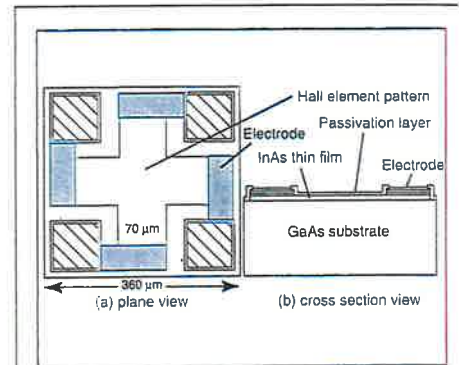 Hall element pattern
Passivation layer
Electrode
InAs thin film
Electrode
GaAs substrate
70 µm
360 µm
(a) plane view
(b) cross section view